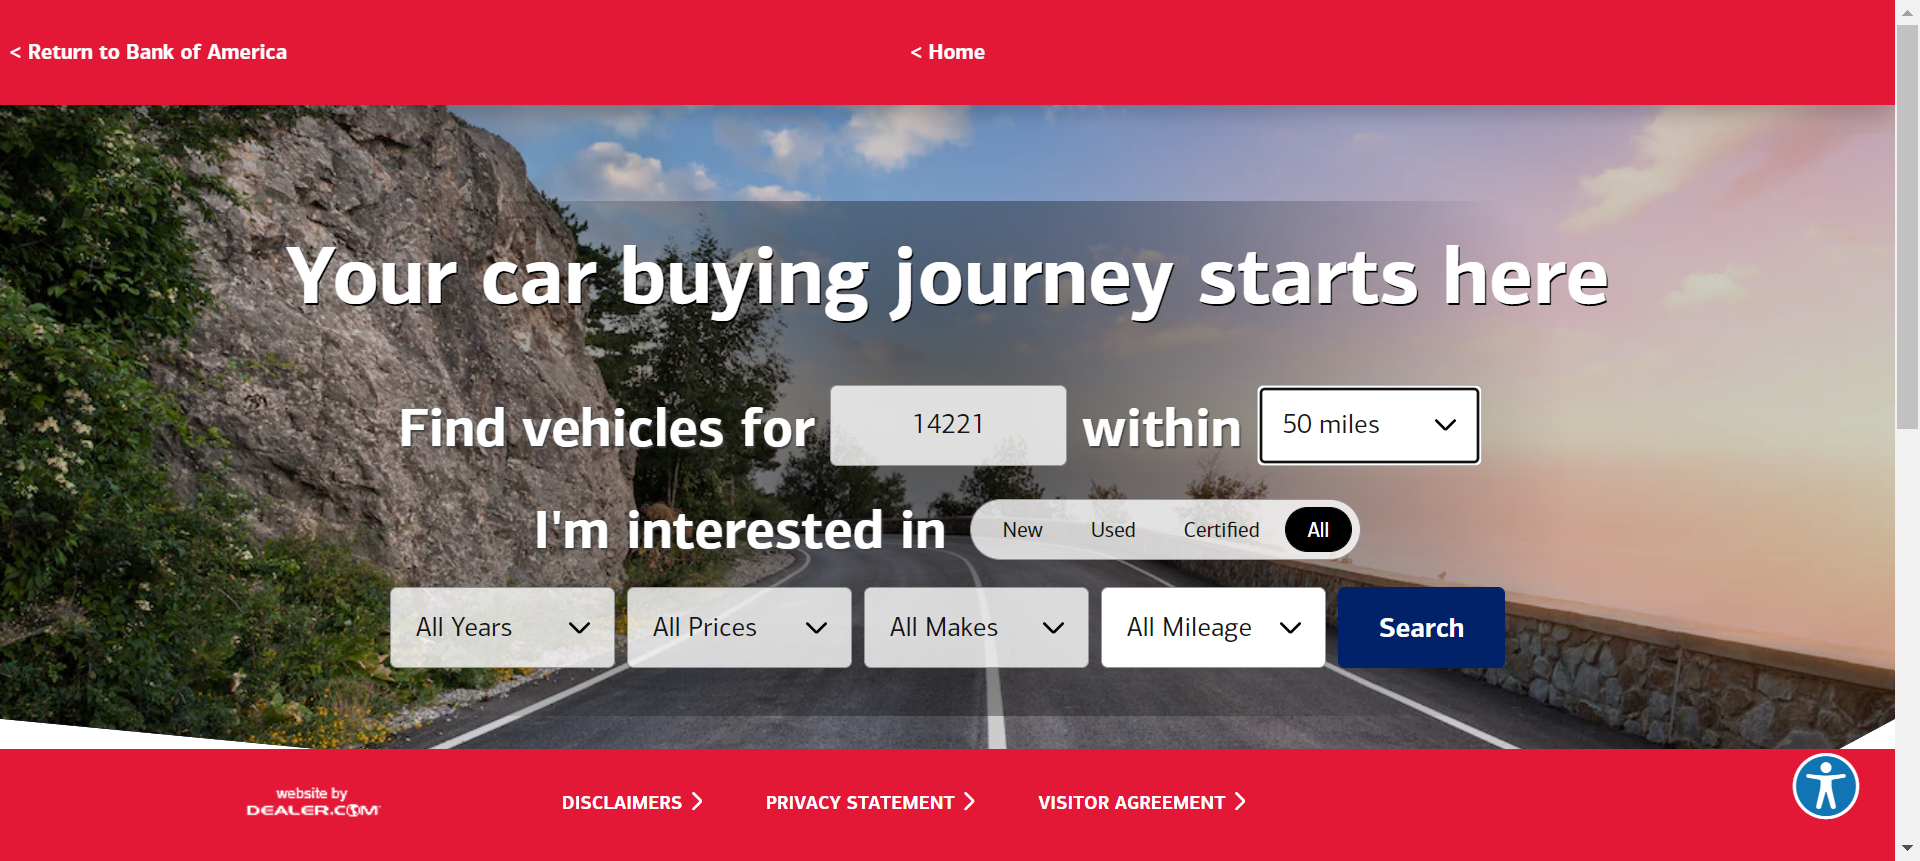 < Return to Bank of America
< Home
Your car buying journey starts here
Find vehicles for 14221 within 50 miles
I'm interested in New Used Certified All
All Years All Prices All Makes All Mileage Search
website by
DEALER.COM
DISCLAIMERS PRIVACY STATEMENT VISITOR AGREEMENT